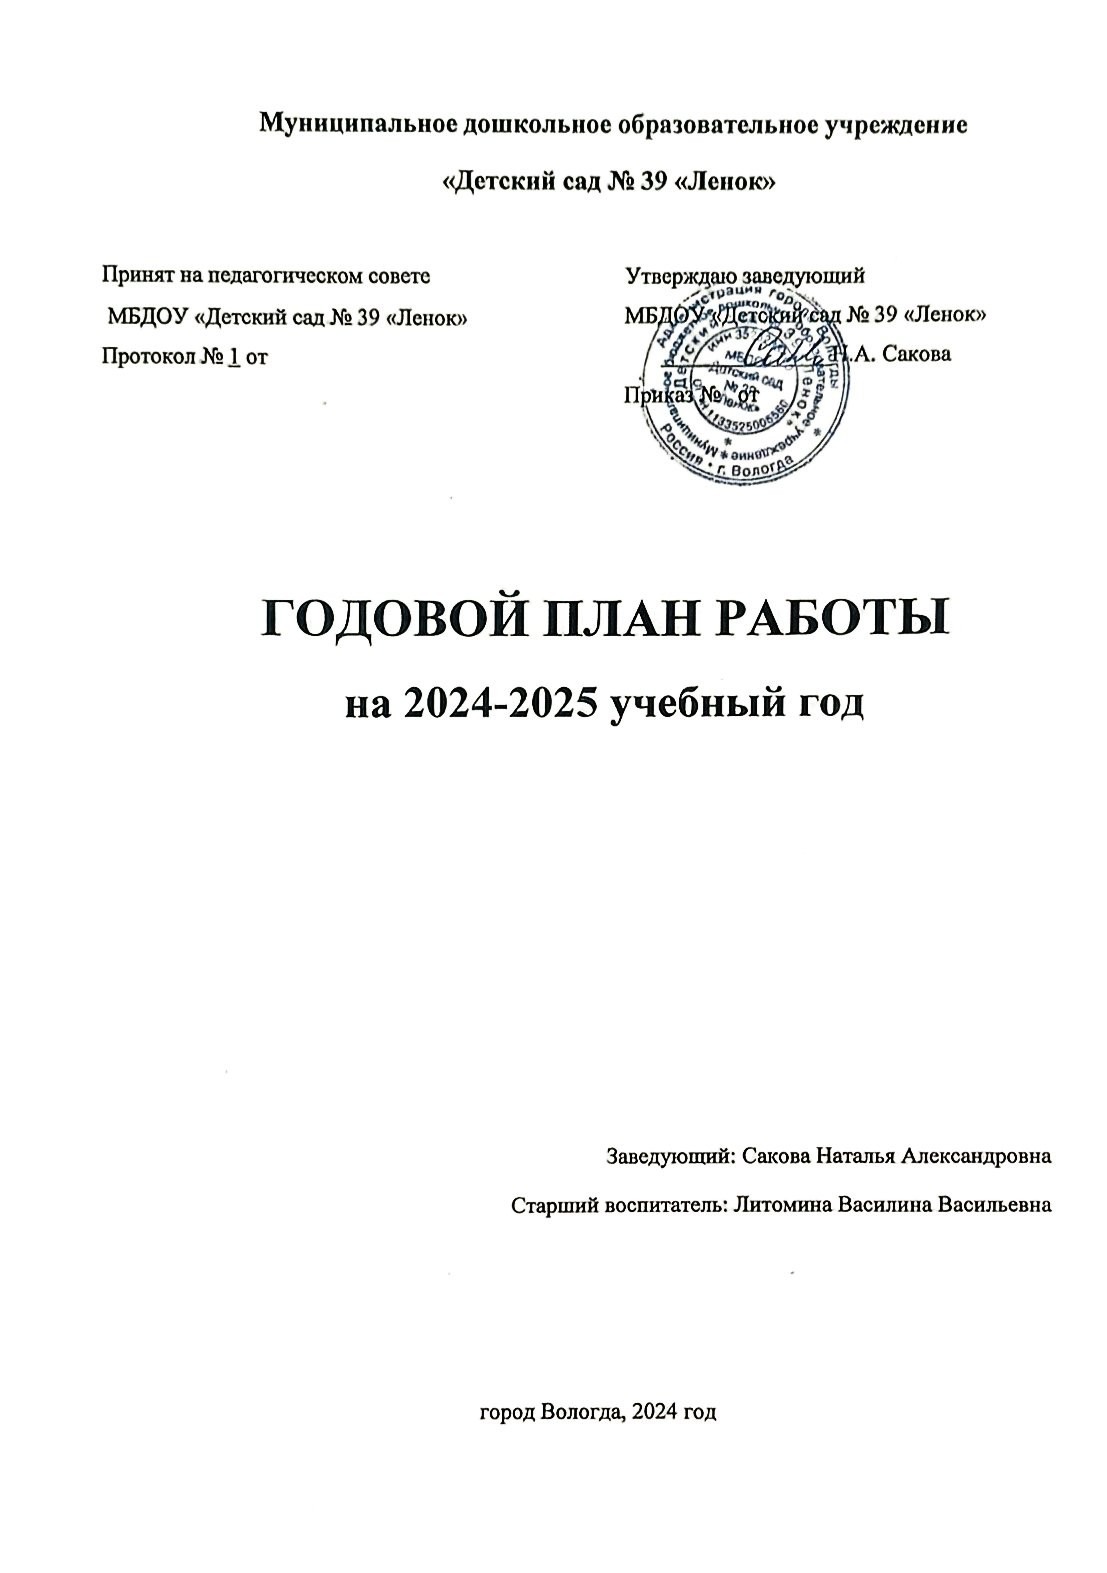 Муниципальное дошкольное образовательное учреждение
«Детский сад № 39 «Ленок»
Принят на педагогическом совете
МБДОУ «Детский сад № 39 «Ленок»
Протокол № 1 от
Утверждаю заведующий
МБДОУ «Детский сад № 39 «Ленок»
Н.А. Сакова
Приказ № от
Россия • г. Вологда
ГОДОВОЙ ПЛАН РАБОТЫ
на 2024-2025 учебный год
Заведующий: Сакова Наталья Александровна
Старший воспитатель: Литомина Василина Васильевна
город Вологда, 2024 год